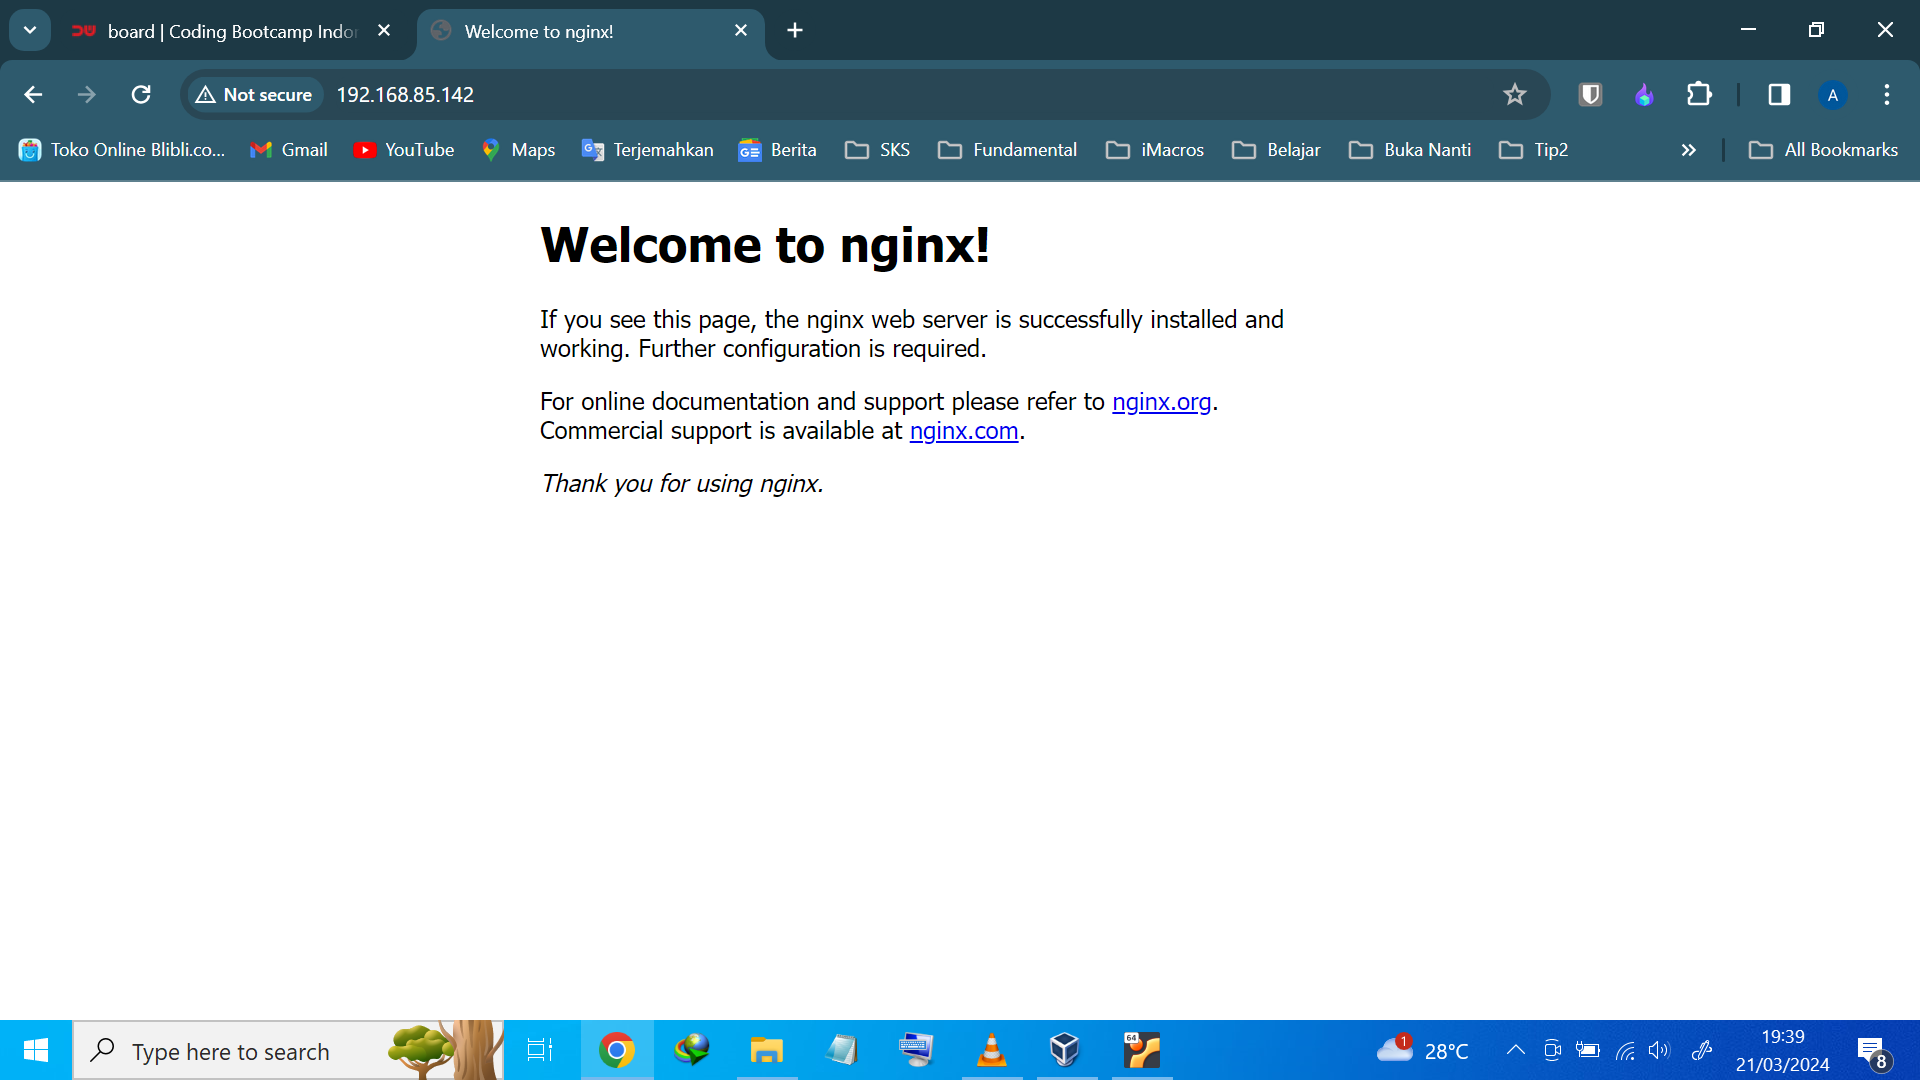 board | Coding Bootcamp Indor
Welcome to nginx!
Not secure
192.168.85.142
A
Toko Online Blibli.co...
Gmail
YouTube
Maps
Terjemahkan
Berita
SKS
Fundamental
iMacros
Belajar
Buka Nanti
Tip2
All Bookmarks
Welcome to nginx!
If you see this page, the nginx web server is successfully installed and
working. Further configuration is required.
For online documentation and support please refer to nginx.org.
Commercial support is available at nginx.com.
Thank you for using nginx.
Type here to search
64
1
28°C
19:39
21/03/2024
8